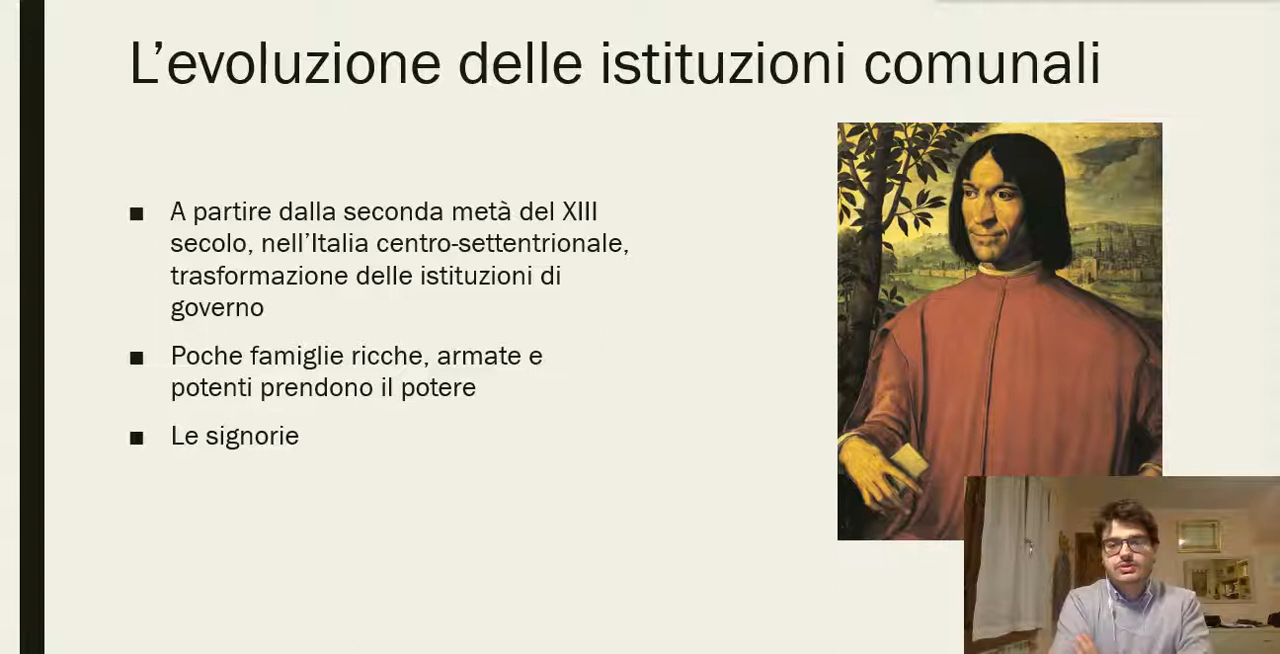 L’evoluzione delle istituzioni comunali
A partire dalla seconda metà del XIII
secolo, nell’Italia centro-settentrionale,
trasformazione delle istituzioni di
governo
Poche famiglie ricche, armate e
potenti prendono il potere
Le signorie